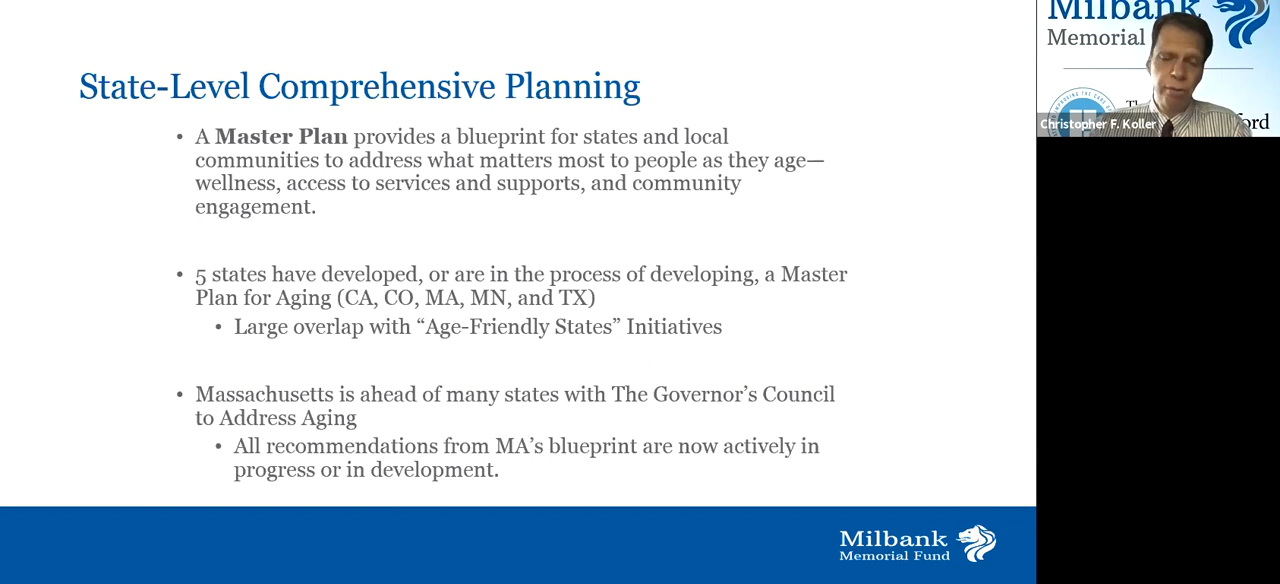 State-Level Comprehensive Planning
• A Master Plan provides a blueprint for states and local
communities to address what matters most to people as they age—
wellness, access to services and supports, and community
engagement.
• 5 states have developed, or are in the process of developing, a Master
Plan for Aging (CA, CO, MA, MN, and TX)
• Large overlap with “Age-Friendly States” Initiatives
• Massachusetts is ahead of many states with The Governor’s Council
to Address Aging
• All recommendations from MA’s blueprint are now actively in
progress or in development.
Milbank
Memorial Fund
Milbank
Memorial
Christopher F. Koller